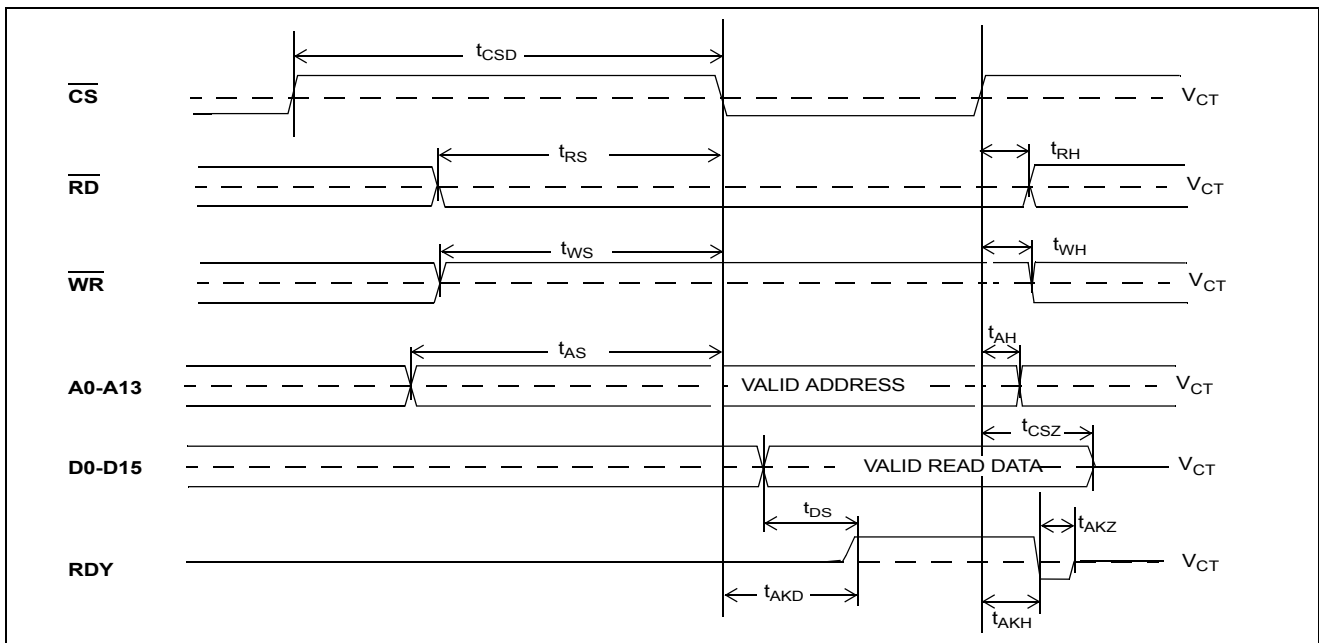 tCSD
CS VCT
tRS tRH
RD VCT
tWS tWH
WR VCT
tAS tAH
A0-A13 VALID ADDRESS VCT
tCSZ
D0-D15 VALID READ DATA VCT
tDS tAKZ
RDY VCT
tAKD tAKH